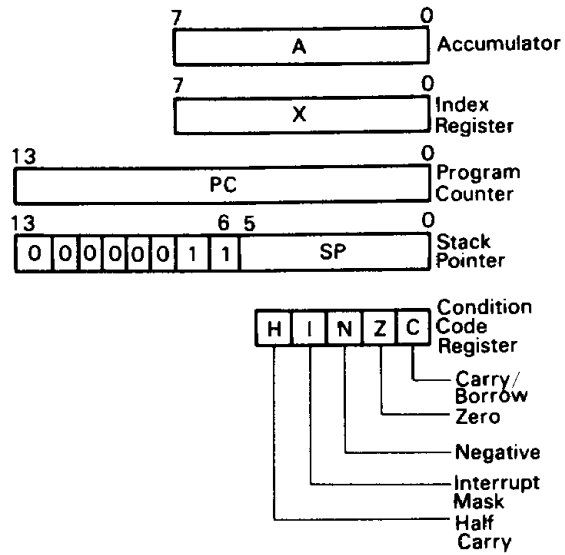 7 0
A Accumulator
7 0
X Index
Register
13 0
PC Program
Counter
13 6 5 0
0 0 0 0 0 0 1 1 SP Stack
Pointer
H I N Z C Condition
Code
Register
Carry/
Borrow
Zero
Negative
Interrupt
Mask
Half
Carry